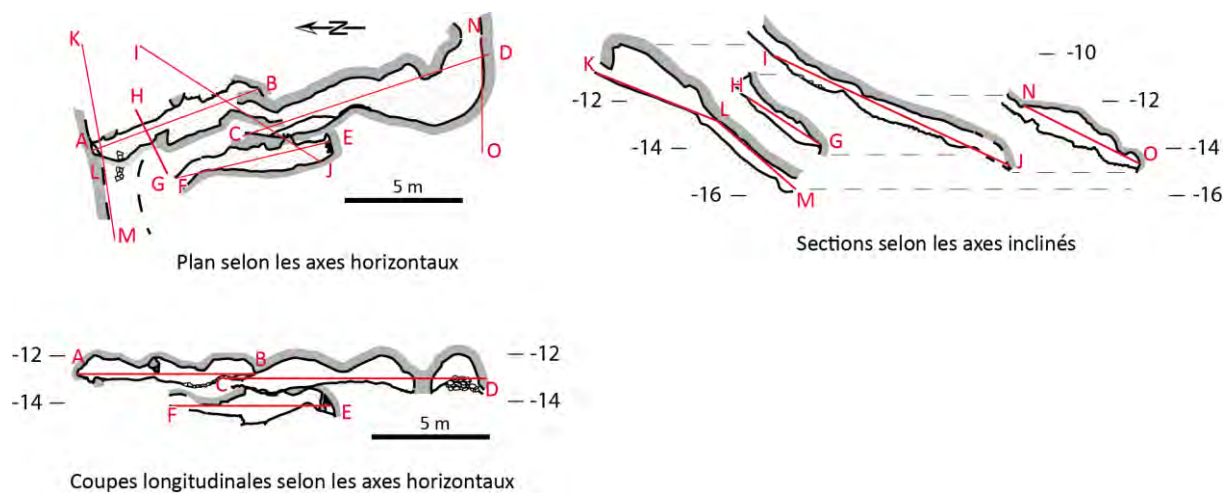 K
I
N
N
D
H
B
A
C
E
L
G
F
J
O
M
5 m
Plan selon les axes horizontaux
-10
I
K
-12
H
N
-12
L
-14
G
-14
J
O
-16
M
-16
Sections selon les axes inclinés
-12
A
B
-12
C
D
-14
F
E
-14
5 m
Coupes longitudinales selon les axes horizontaux